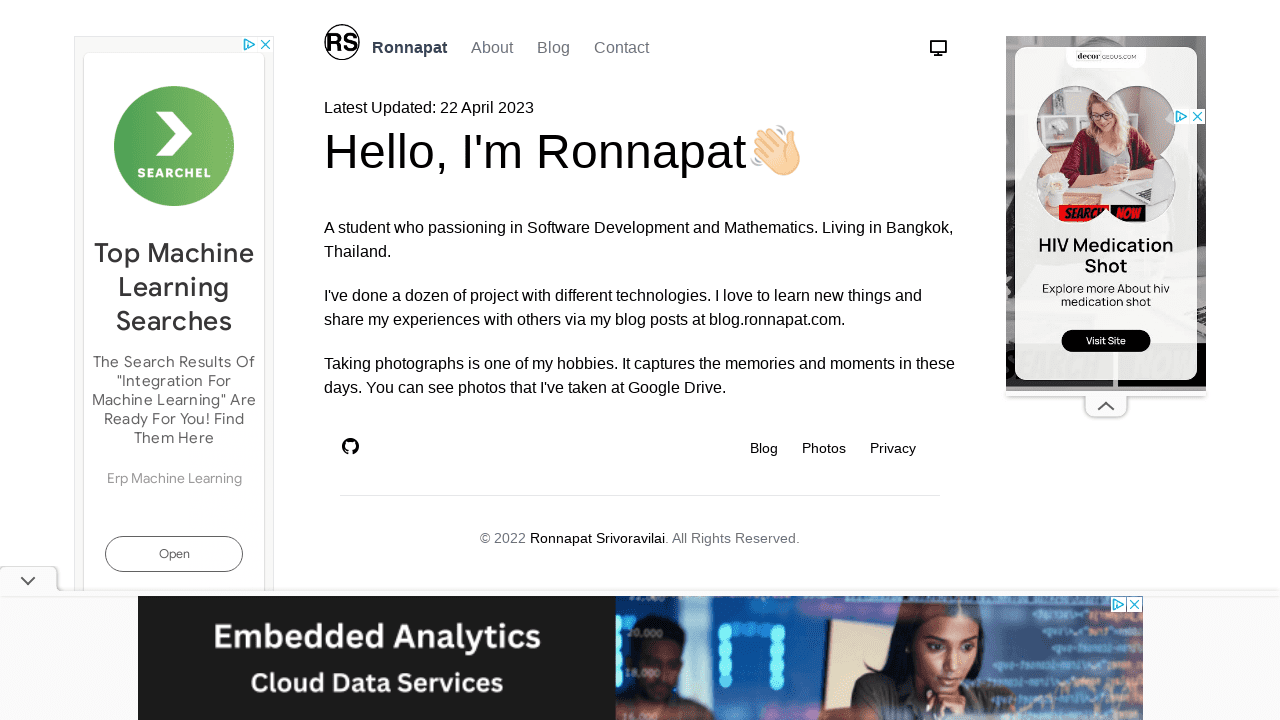 RS
Ronnapat
About
Blog
Contact
Latest Updated: 22 April 2023
Hello, I'm Ronnapat👋🏻
A student who passioning in Software Development and Mathematics. Living in Bangkok,
Thailand.
I've done a dozen of project with different technologies. I love to learn new things and
share my experiences with others via my blog posts at blog.ronnapat.com.
Taking photographs is one of my hobbies. It captures the memories and moments in these
days. You can see photos that I've taken at Google Drive.
Blog
Photos
Privacy
© 2022 Ronnapat Srivoravilai. All Rights Reserved.
SEARCHEL
Top Machine
Learning
Searches
The Search Results Of
"Integration For
Machine Learning" Are
Ready For You! Find
Them Here
Erp Machine Learning
Open
decorgeous.com
SEARCH NOW
HIV Medication
Shot
Explore more About hiv
medication shot
Visit Site
Embedded Analytics
Cloud Data Services
20,000
18,000
16,000